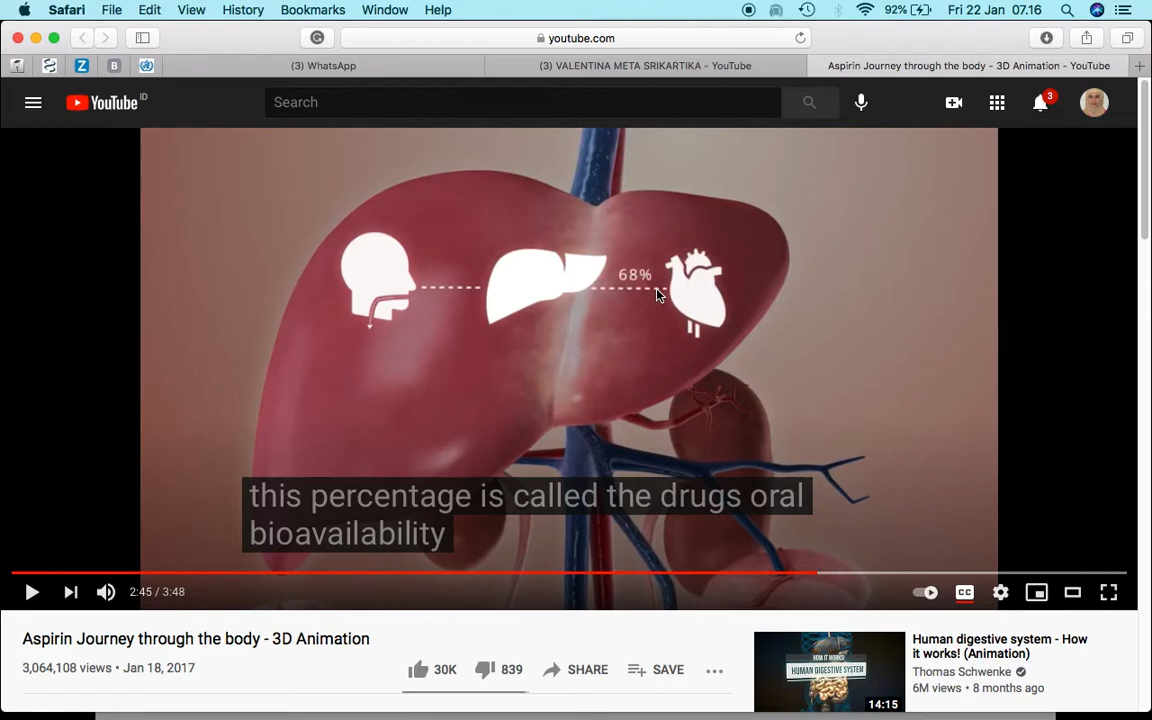 Safari File Edit View History Bookmarks Window Help 92% Fri 22 Jan 07.16
youtube.com
Z B (3) WhatsApp (3) VALENTINA META SRIKARTIKA - YouTube Aspirin Journey through the body - 3D Animation - YouTube
YouTube ID Search 3
68%
this percentage is called the drugs oral
bioavailability
2:45 / 3:48 CC
Aspirin Journey through the body - 3D Animation
3,064,108 views • Jan 18, 2017 30K 839 SHARE SAVE
HOW IT WORKS!
HUMAN DIGESTIVE SYSTEM
14:15
Human digestive system - How
it works! (Animation)
Thomas Schwenke
6M views • 8 months ago